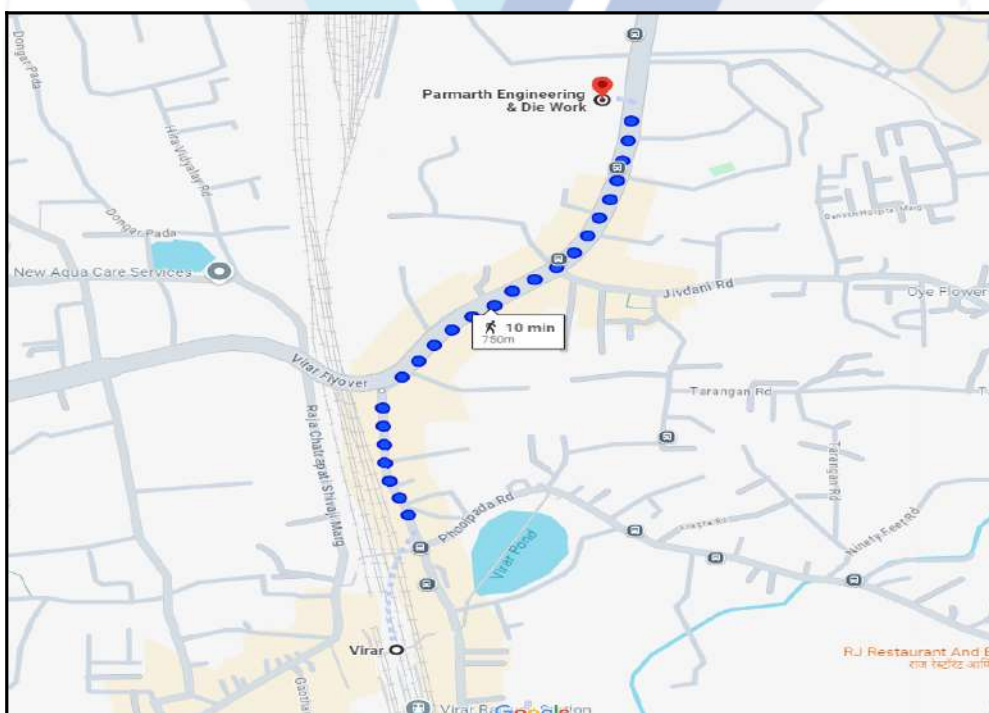 Dongar Pada
Hira Vidyalay Rd
Parmarth Engineering
& Die Work
Dongar Pada
New Aqua Care Services
Jivdani Rd
Oye Flower
10 min
750m
Virar Flyover
Tarangan Rd
Raja Chatrapati Shivaji Marg
Tarangan Rd
Phoolpada Rd
Ninety Feet Rd
Virar Pond
Virar
RJ Restaurant And B
Gaothan
Google